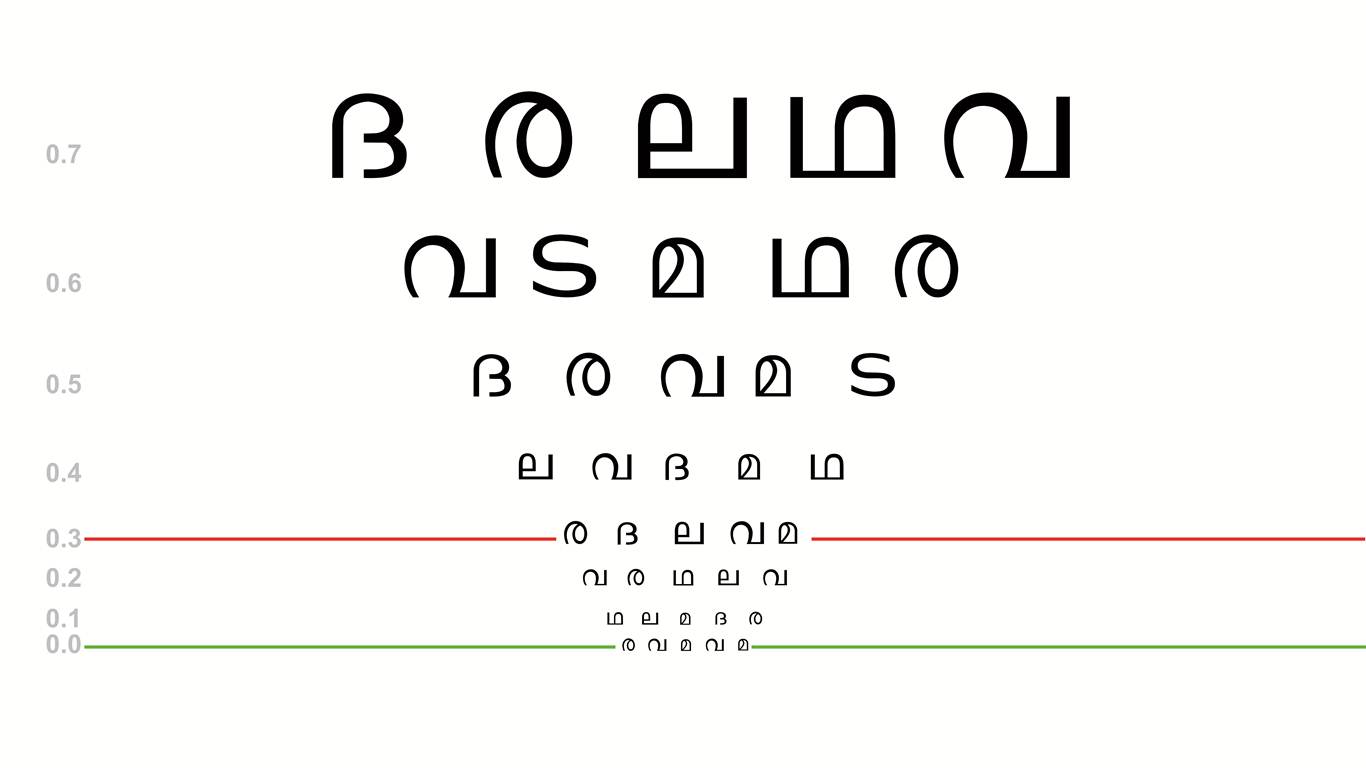 0.7 ദ ര ല ഥ വ
0.6 വ ട മ ഥ ര
0.5 ദ ര വ മ ട
0.4 ല വ ദ മ ഥ
0.3 ര ദ ല വ മ
0.2 വ ര ഥ ല വ
0.1 ഥ ല മ ദ ര
0.0 ര വ മ വ മ